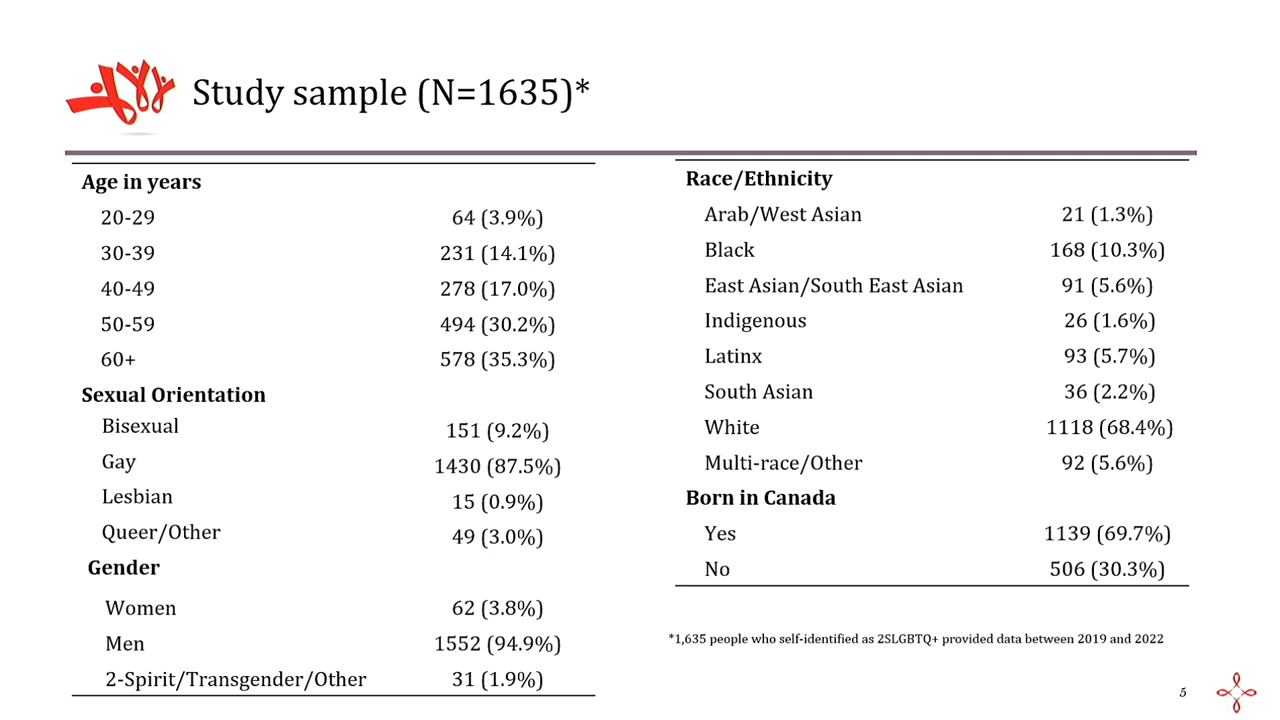 Study sample (N=1635)*
Age in years
20-29 64 (3.9%)
30-39 231 (14.1%)
40-49 278 (17.0%)
50-59 494 (30.2%)
60+ 578 (35.3%)
Sexual Orientation
Bisexual 151 (9.2%)
Gay 1430 (87.5%)
Lesbian 15 (0.9%)
Queer/Other 49 (3.0%)
Gender
Women 62 (3.8%)
Men 1552 (94.9%)
2-Spirit/Transgender/Other 31 (1.9%)
Race/Ethnicity
Arab/West Asian 21 (1.3%)
Black 168 (10.3%)
East Asian/South East Asian 91 (5.6%)
Indigenous 26 (1.6%)
Latinx 93 (5.7%)
South Asian 36 (2.2%)
White 1118 (68.4%)
Multi-race/Other 92 (5.6%)
Born in Canada
Yes 1139 (69.7%)
No 506 (30.3%)
*1,635 people who self-identified as 2SLGBTQ+ provided data between 2019 and 2022
5